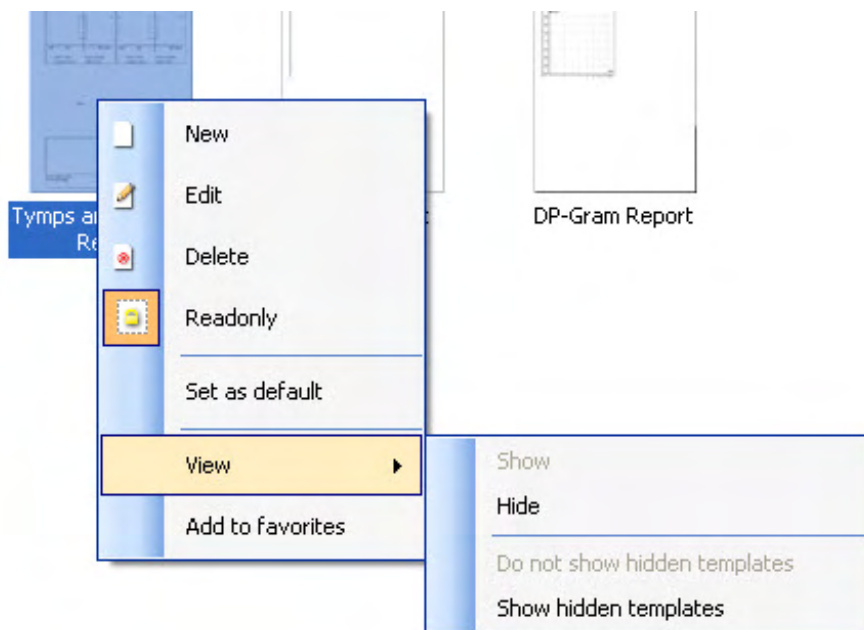 Tymps
DP-Gram Report
New
Edit
Delete
Readonly
Set as default
View
Add to favorites
Show
Hide
Do not show hidden templates
Show hidden templates